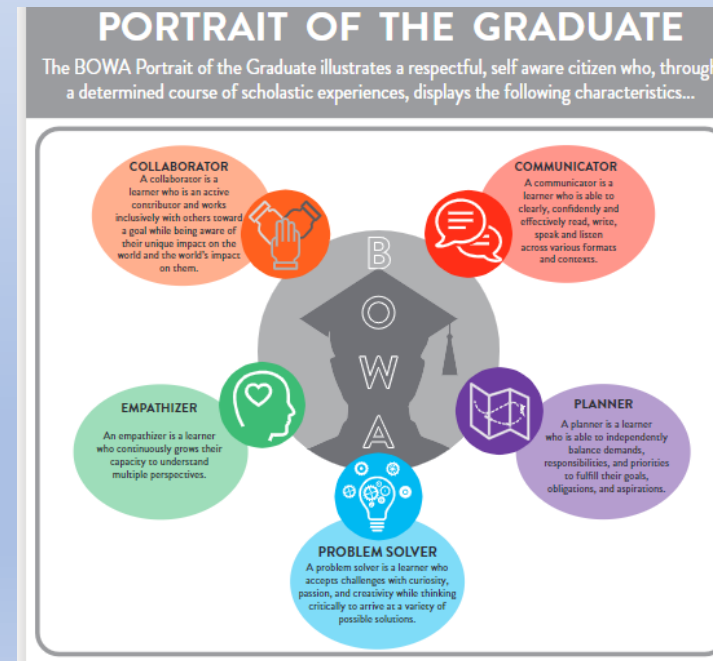 PORTRAIT OF THE GRADUATE
The BOWA Portrait of the Graduate illustrates a respectful, self aware citizen who, through
a determined course of scholastic experiences, displays the following characteristics...
COLLABORATOR
A collaborator is a
learner who is an active
contributor and works
inclusively with others toward
a goal while being aware of
their unique impact on the
world and the world's impact
on them.
COMMUNICATOR
A communicator is a
learner who is able to
clearly, confidently and
effectively read, write,
speak and listen
across various formats
and contexts.
B
O
W
A
EMPATHIZER
An empathizer is a learner
who continuously grows their
capacity to understand
multiple perspectives.
PLANNER
A planner is a learner
who is able to independently
balance demands,
responsibilities, and priorities
to fulfill their goals,
obligations, and aspirations.
PROBLEM SOLVER
A problem solver is a learner who
accepts challenges with curiosity,
passion, and creativity while thinking
critically to arrive at a variety of
possible solutions.